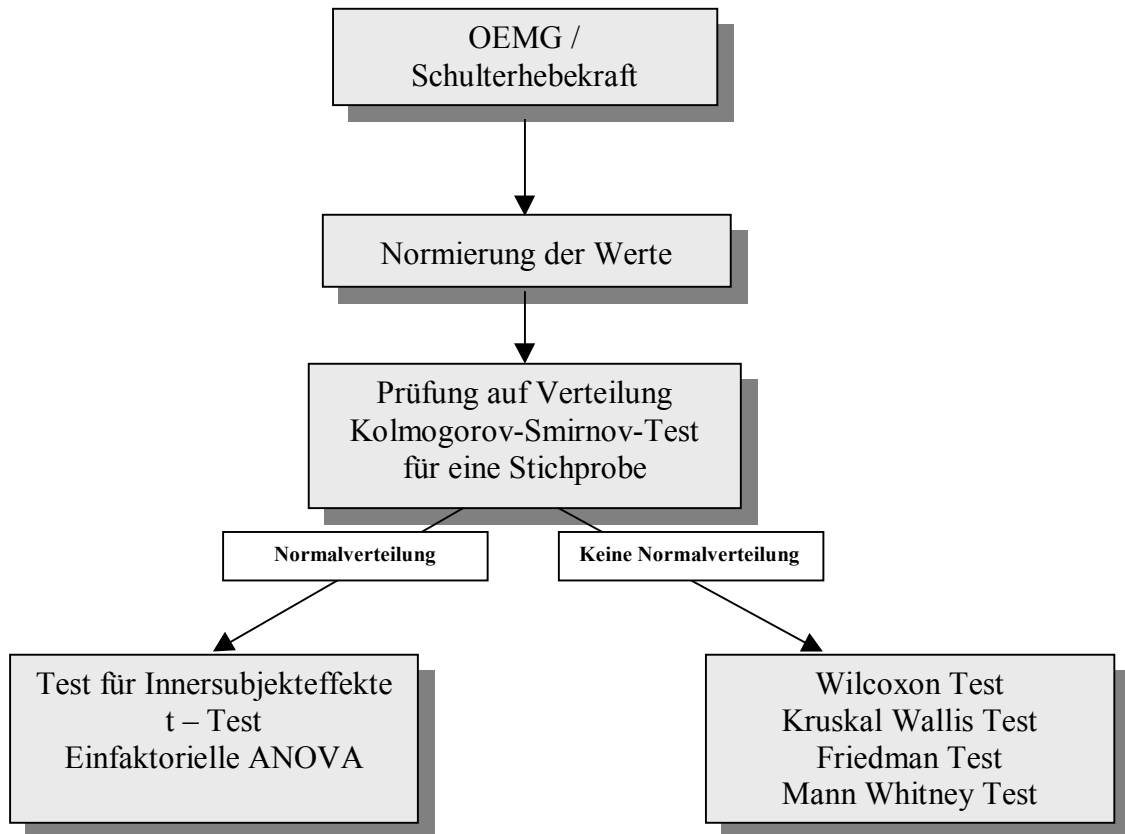 OEMG /
Schulterhebekraft
Normierung der Werte
Prüfung auf Verteilung
Kolmogorov-Smirnov-Test
für eine Stichprobe
Normalverteilung
Keine Normalverteilung
Test für Innersubjekteffekte
t – Test
Einfaktorielle ANOVA
Wilcoxon Test
Kruskal Wallis Test
Friedman Test
Mann Whitney Test